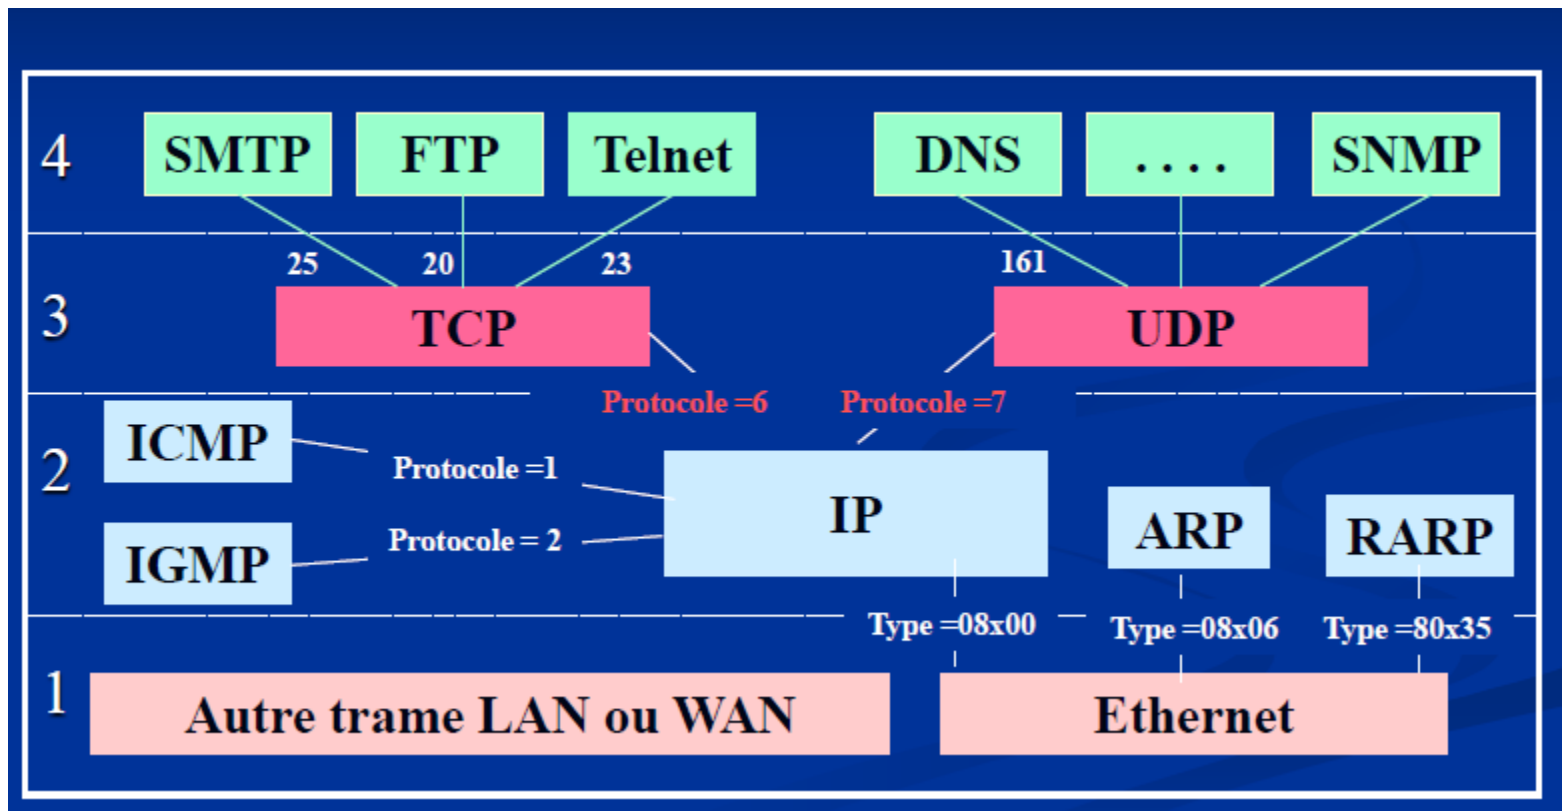 4
SMTP
FTP
Telnet
DNS
. . . .
SNMP
25
20
23
161
3
TCP
UDP
Protocole =6
Protocole =7
2
ICMP
Protocole =1
IP
ARP
RARP
IGMP
Protocole = 2
Type =08x00
Type =08x06
Type =80x35
1
Autre trame LAN ou WAN
Ethernet